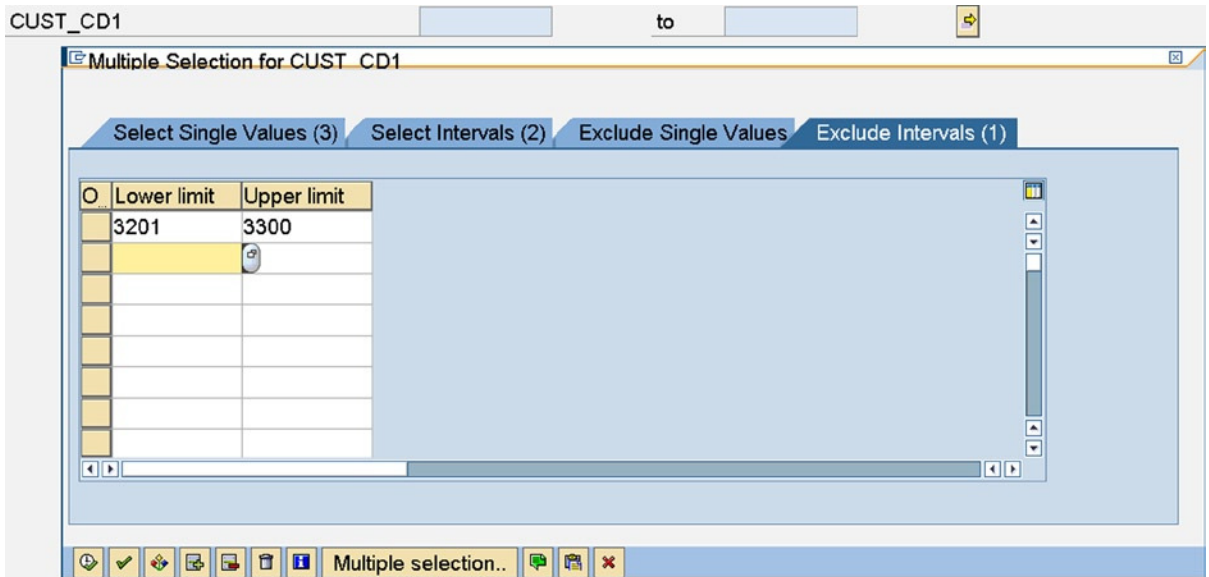 CUST_CD1 to
Multiple Selection for CUST_CD1
Select Single Values (3) Select Intervals (2) Exclude Single Values Exclude Intervals (1)
O... Lower limit Upper limit
3201 3300
Multiple selection..